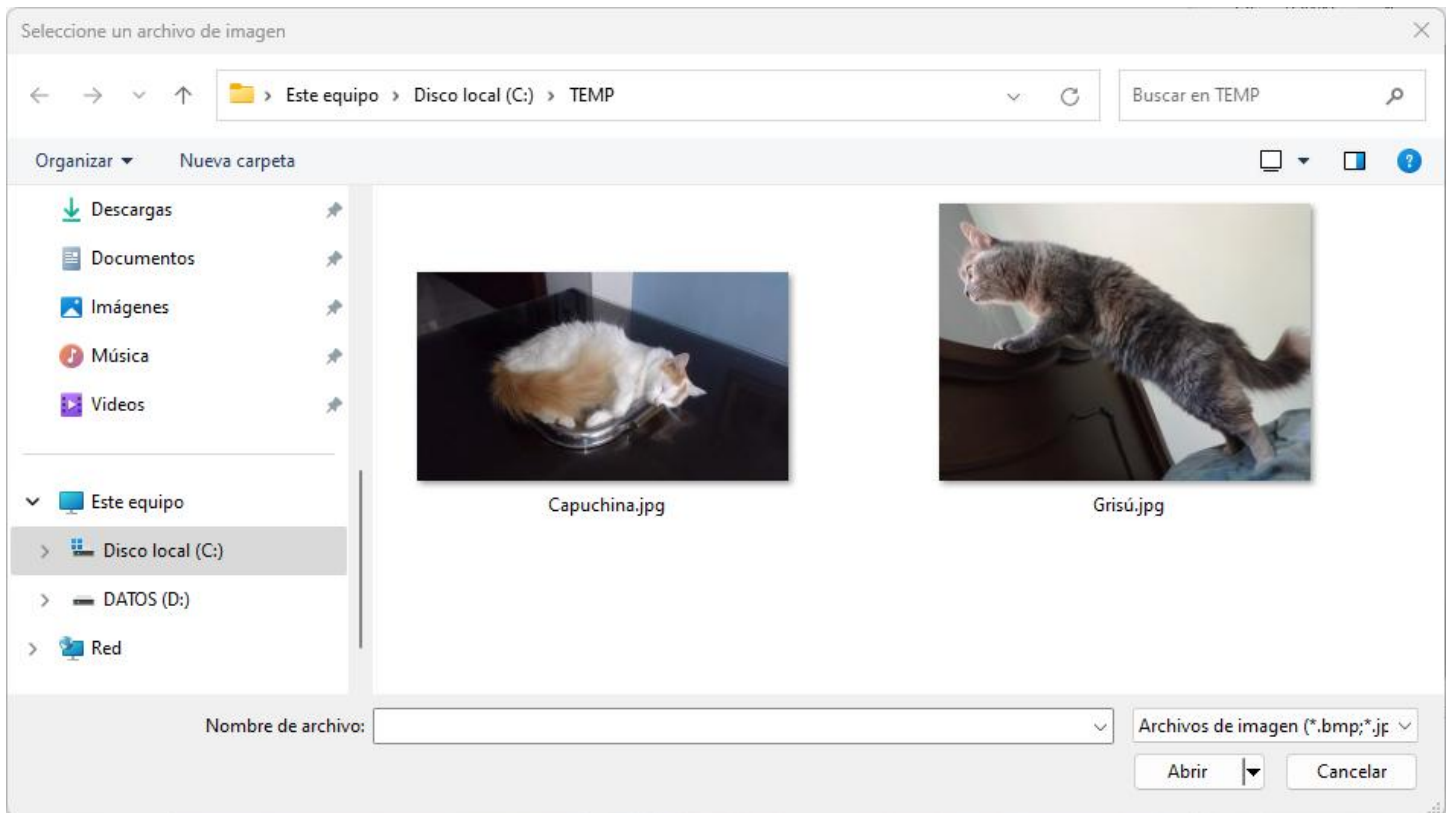 Seleccione un archivo de imagen
Este equipo > Disco local (C:) > TEMP
Buscar en TEMP
Organizar
Nueva carpeta
Descargas
Documentos
Imágenes
Música
Videos
Este equipo
Disco local (C:)
DATOS (D:)
Red
Capuchina.jpg
Grisú.jpg
Nombre de archivo:
Archivos de imagen (*.bmp;*.jp
Abrir
Cancelar